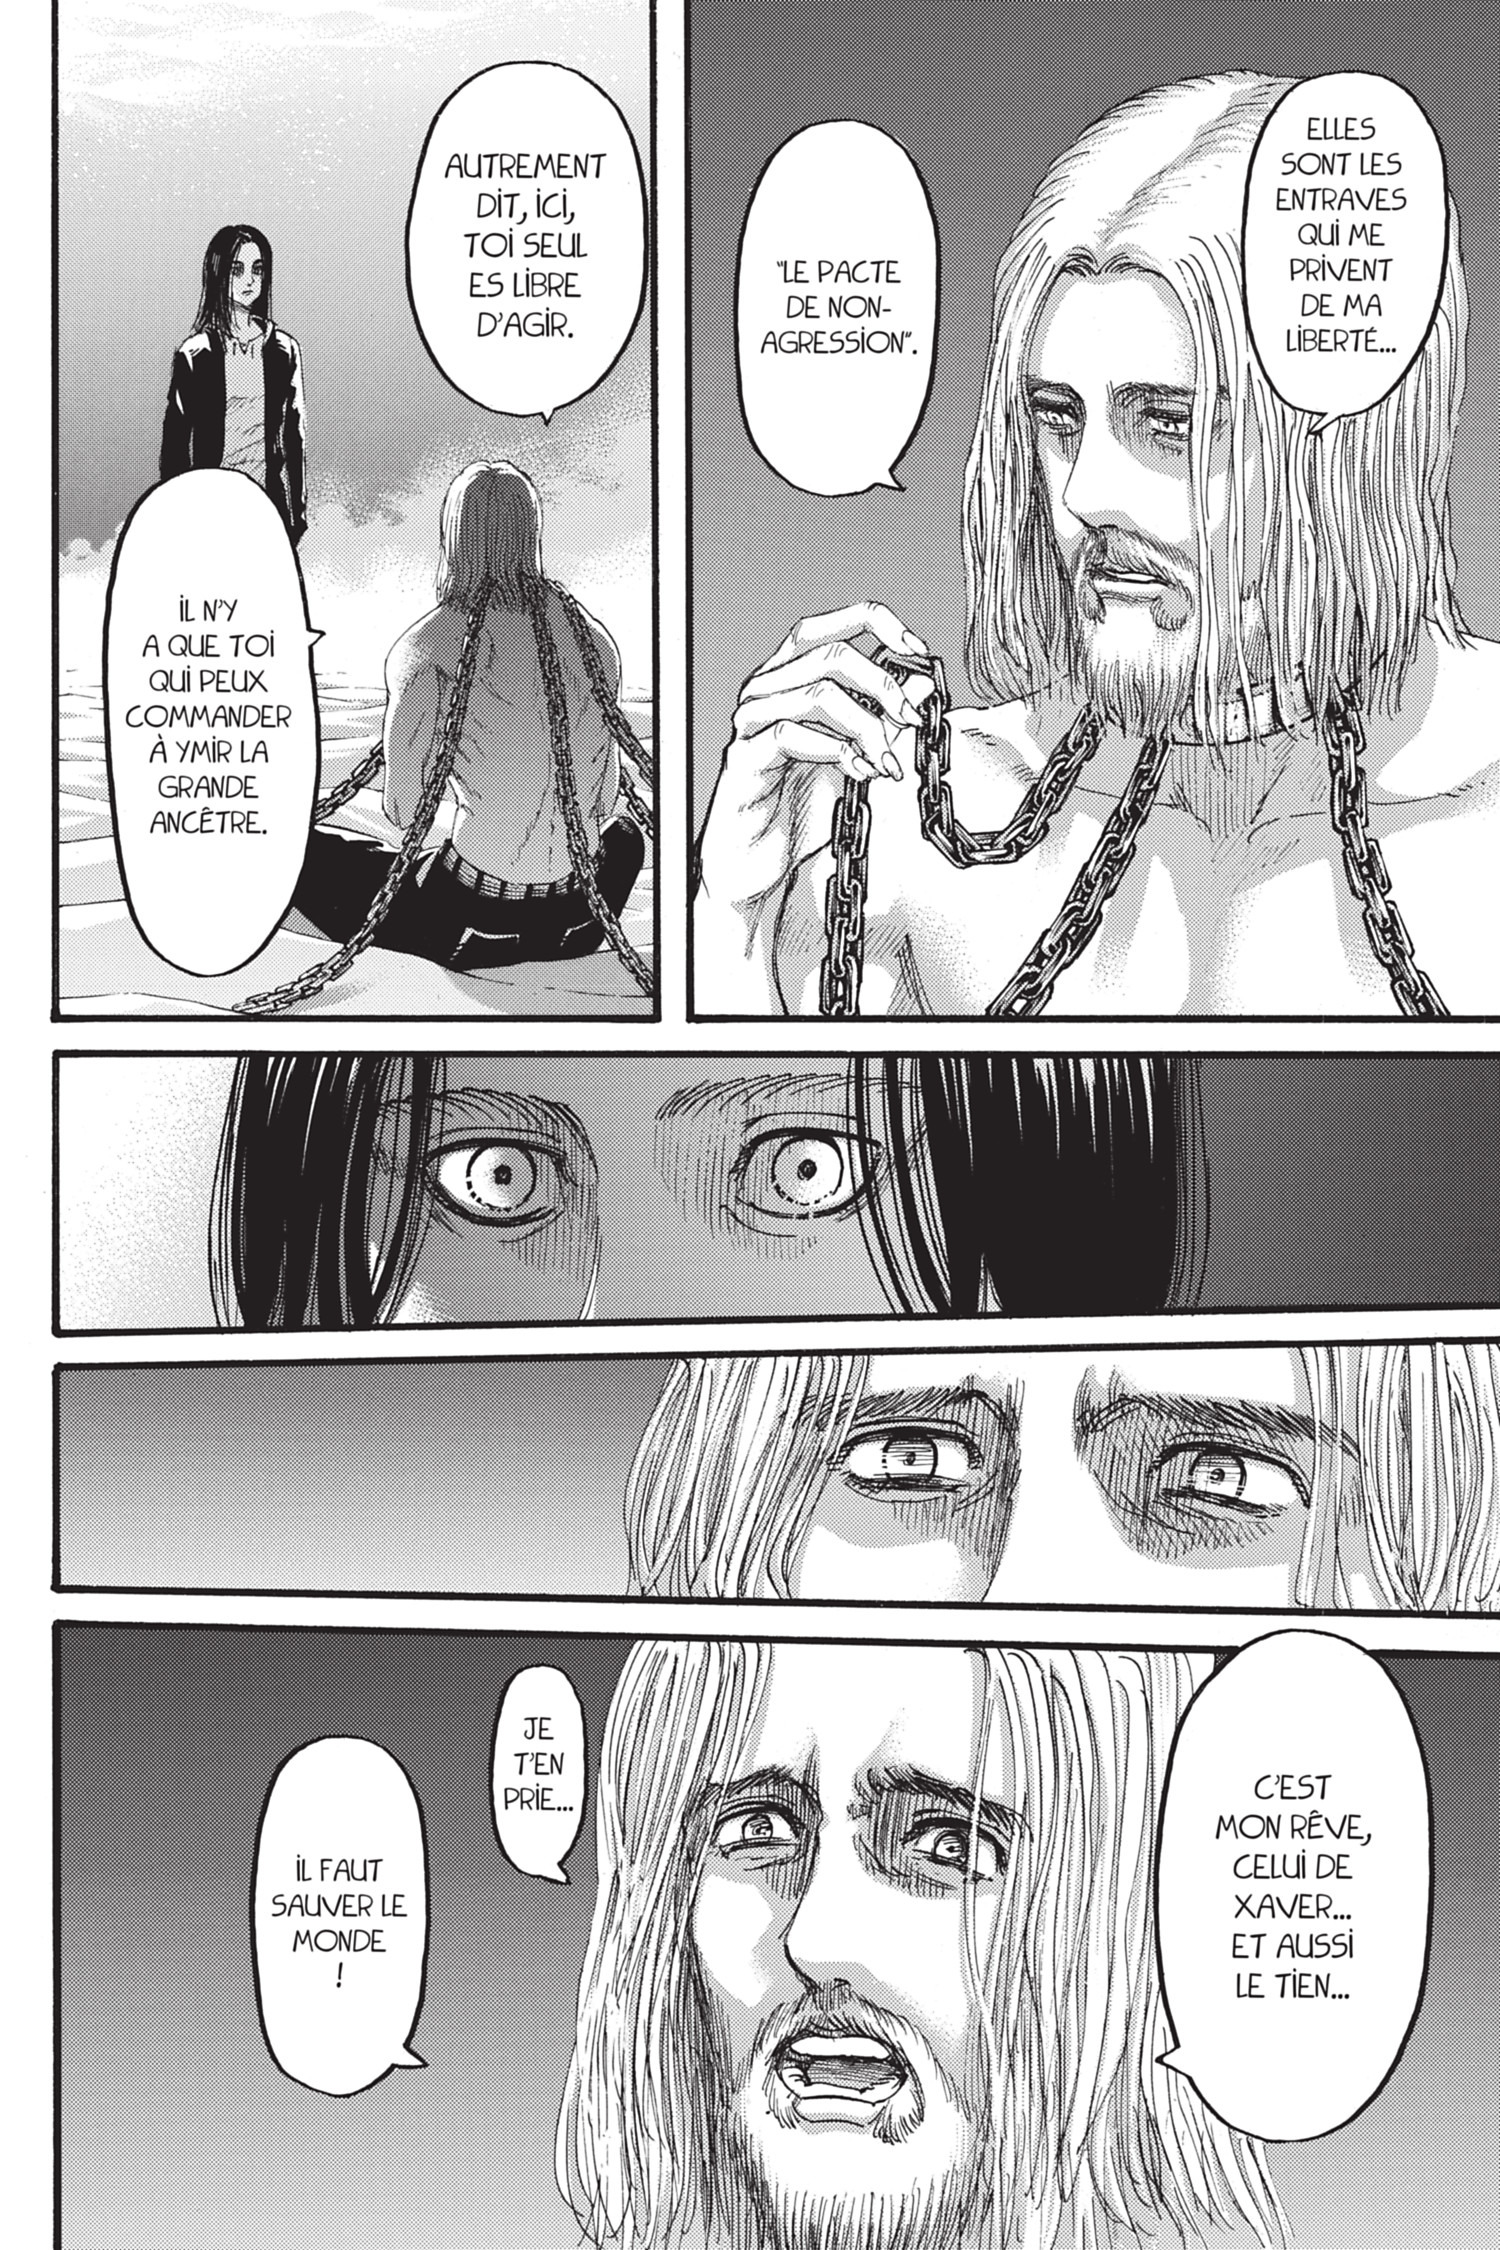 ELLES
SONT LES
ENTRAVES
QUI ME
PRIVENT
DE MA
LIBERTÉ...
"LE PACTE
DE NON-
AGRESSION".
AUTREMENT
DIT, ICI,
TOI SEUL
ES LIBRE
D'AGIR.
IL N'Y
A QUE TOI
QUI PEUX
COMMANDER
À YMIR LA
GRANDE
ANCÊTRE.
C'EST
MON RÊVE,
CELUI DE
XAVER...
ET AUSSI
LE TIEN...
JE
T'EN
PRIE...
IL FAUT
SAUVER LE
MONDE
!